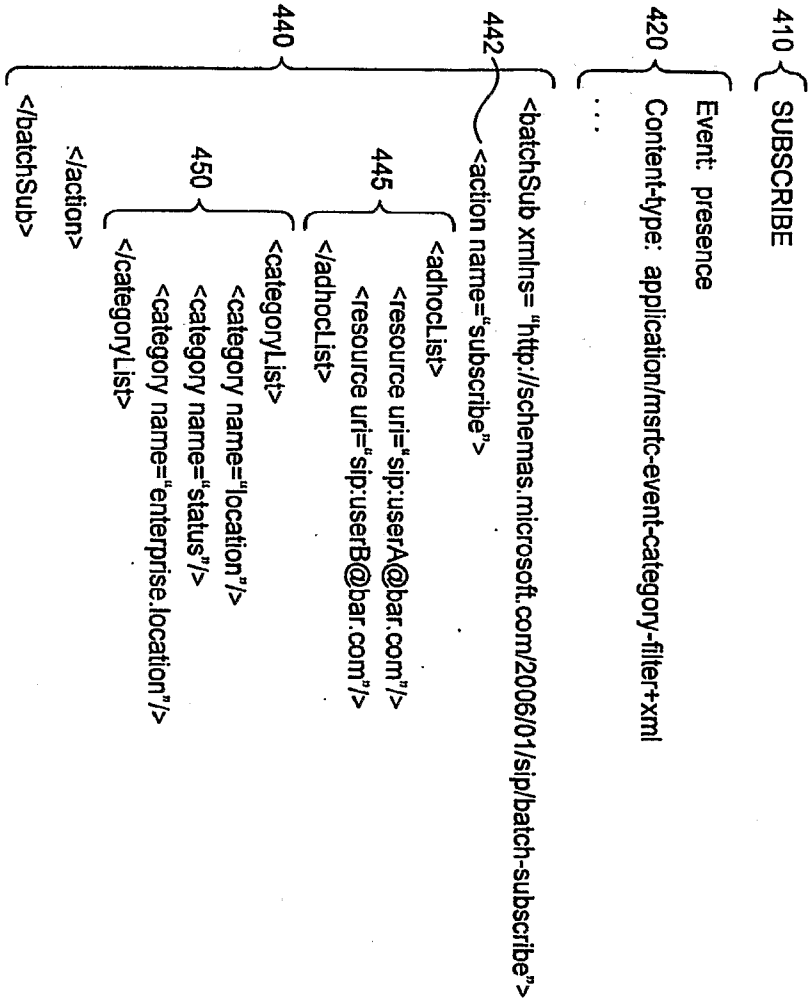 410 SUBSCRIBE
Event: presence
420 Content-type: application/msrtc-event-category-filter+xml
. . .
<batchSub xmlns= “http://schemas.microsoft.com/2006/01/sip/batch-subscribe”>
442 <action name=“subscribe”>
<adhocList>
<resource uri=“sip:userA@bar.com”/>
445
<resource uri=“sip:userB@bar.com”/>
</adhocList>
440
<categoryList>
<category name=“location”/>
450
<category name=“status”/>
<category name=“enterprise.location”/>
</categoryList>
</action>
</batchSub>